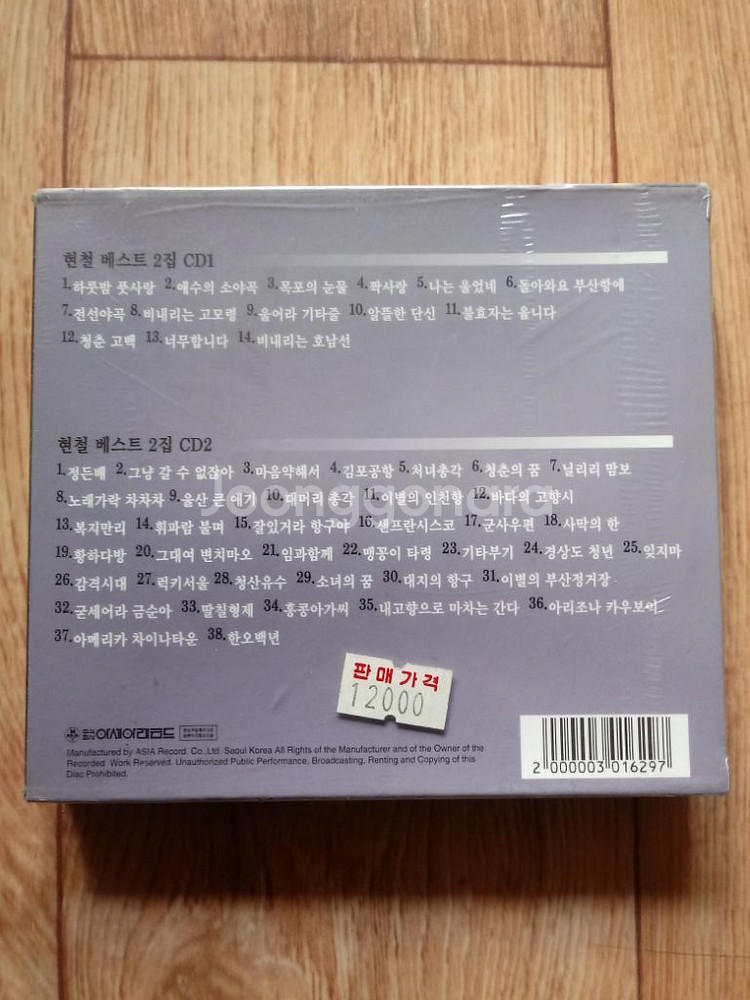 현철 베스트 2집 CD1
1.하룻밤 풋사랑 2.애수의 소야곡 3.목포의 눈물 4.짝사랑 5.나는 울었네 6.돌아와요 부산항에
7.전선야곡 8.비내리는 고모령 9.울어라 기타줄 10.알뜰한 당신 11.불효자는 웁니다
12.청춘 고백 13.너무합니다 14.비내리는 호남선
현철 베스트 2집 CD2
1.정든배 2.그냥 갈 수 없잖아 3.마음약해서 4.김포공항 5.처녀총각 6.청춘의 꿈 7.닐리리 맘보
8.노래가락 차차차 9.울산 큰 애기 10.대머리 총각 11.이별의 인천항 12.바다의 고향시
13.복지만리 14.휘파람 불며 15.잘있거라 항구야 16.샌프란시스코 17.군사우편 18.사막의 한
19.황하다방 20.그대여 변치마오 21.임과함께 22.맹꽁이 타령 23.기타부기 24.경상도 청년 25.잊지마
26.감격시대 27.럭키서울 28.청산유수 29.소녀의 꿈 30.대지의 항구 31.이별의 부산정거장
32.굳세어라 금순아 33.팔칠형제 34.홍콩아가씨 35.내고향으로 마차는 간다 36.아리조나 카우보이
37.아메리카 차이나타운 38.한오백년
Joonggonara
판매가격
12000
아세아레코드
Manufactured by ASIA Record. Co.,Ltd. Seoul Korea All Rights of the Manufacturer and of the Owner of the
Recorded Work Reserved. Unauthorized Public Performance, Broadcasting, Renting and Copying of this
Disc Prohibited.
2 000003 016297